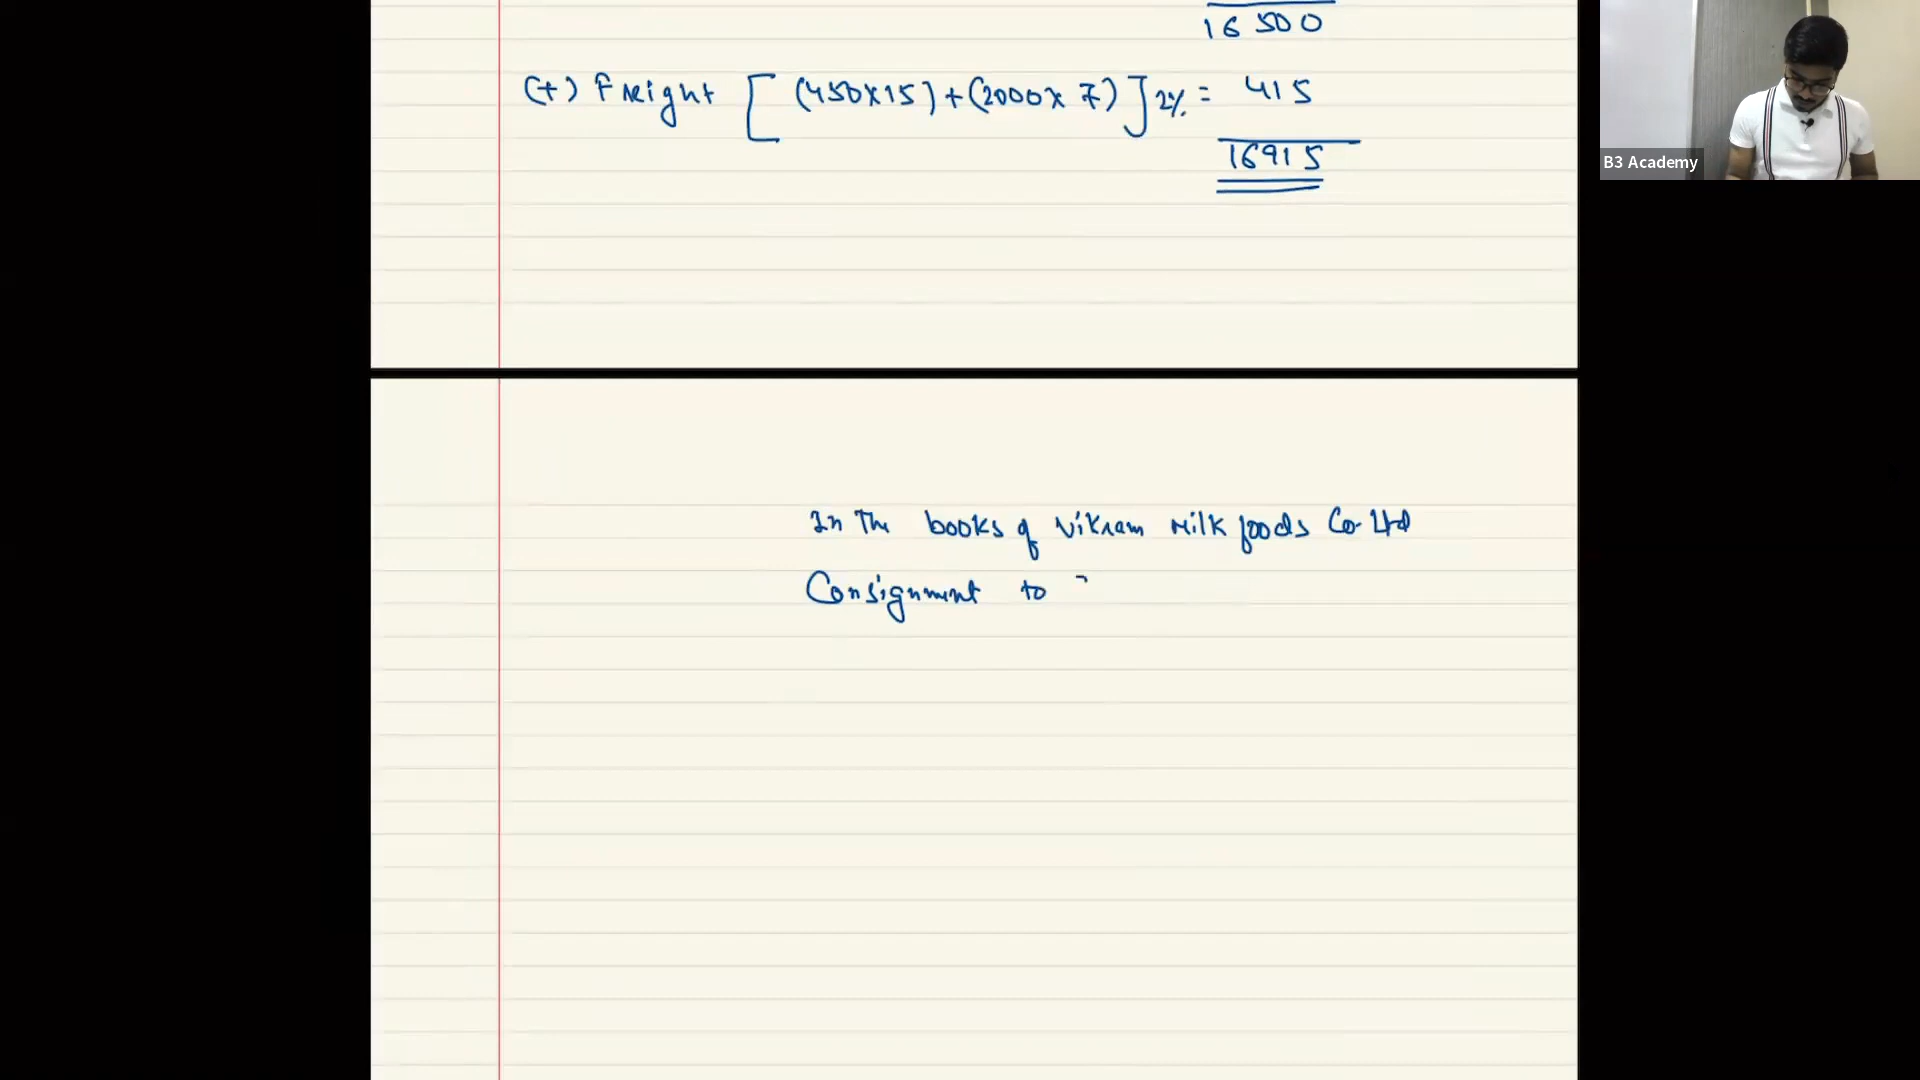 16500
(+) Freight [(450x15)+(2000x7)]2% = 415
16915
B3 Academy
In The books of Vikram Milk foods Co. Ltd
Consignment to